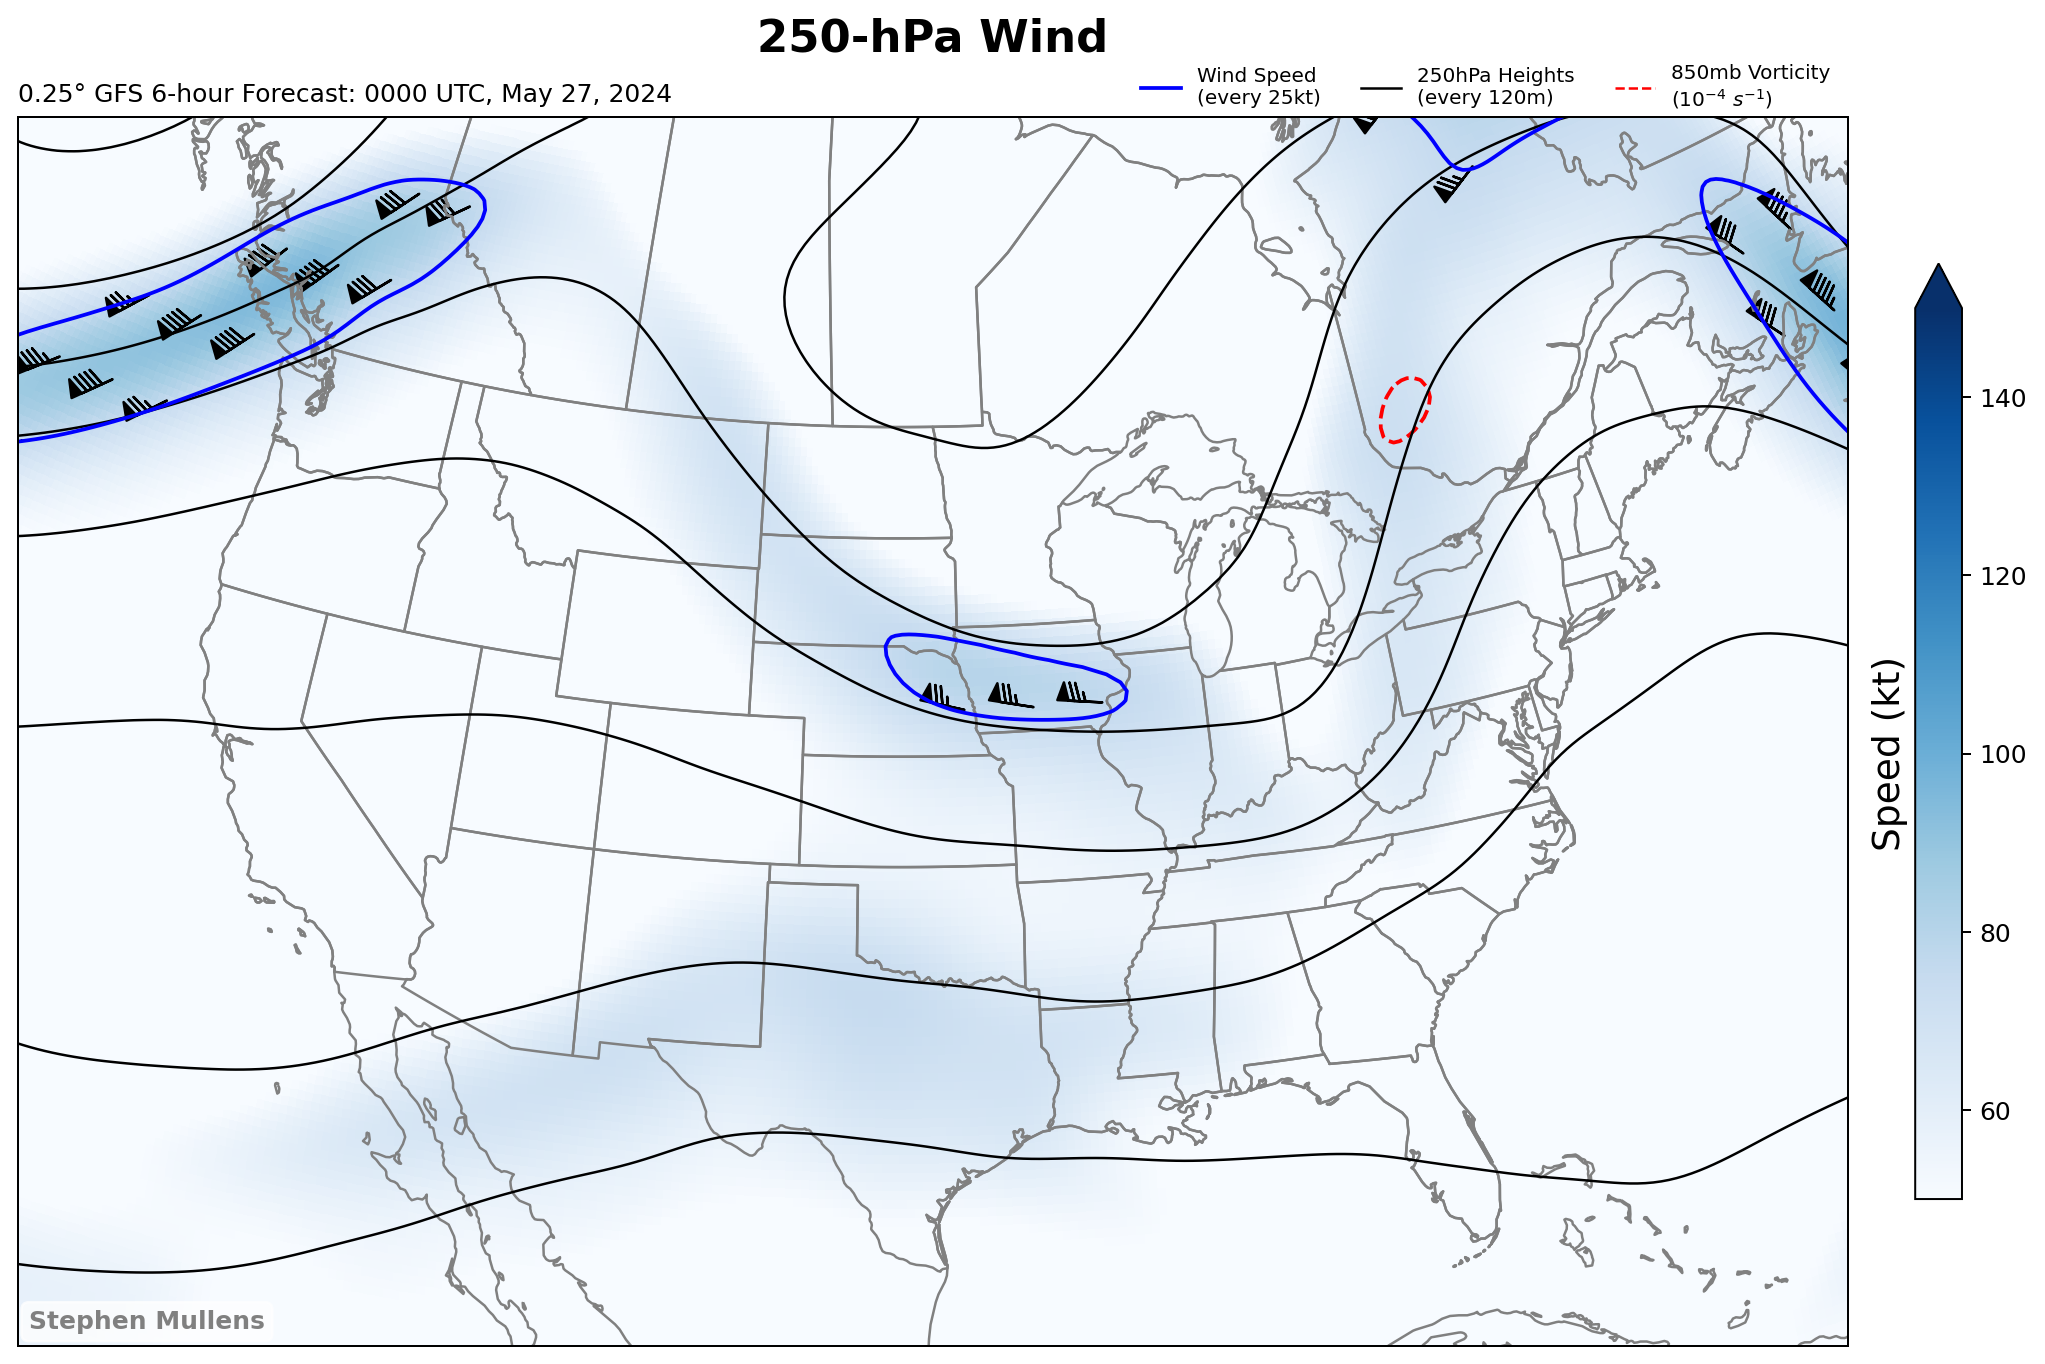 250-hPa Wind
0.25° GFS 6-hour Forecast: 0000 UTC, May 27, 2024
Wind Speed
(every 25kt)
250hPa Heights
(every 120m)
850mb Vorticity
(10⁻⁴ s⁻¹)
140
120
100
80
60
Speed (kt)
Stephen Mullens